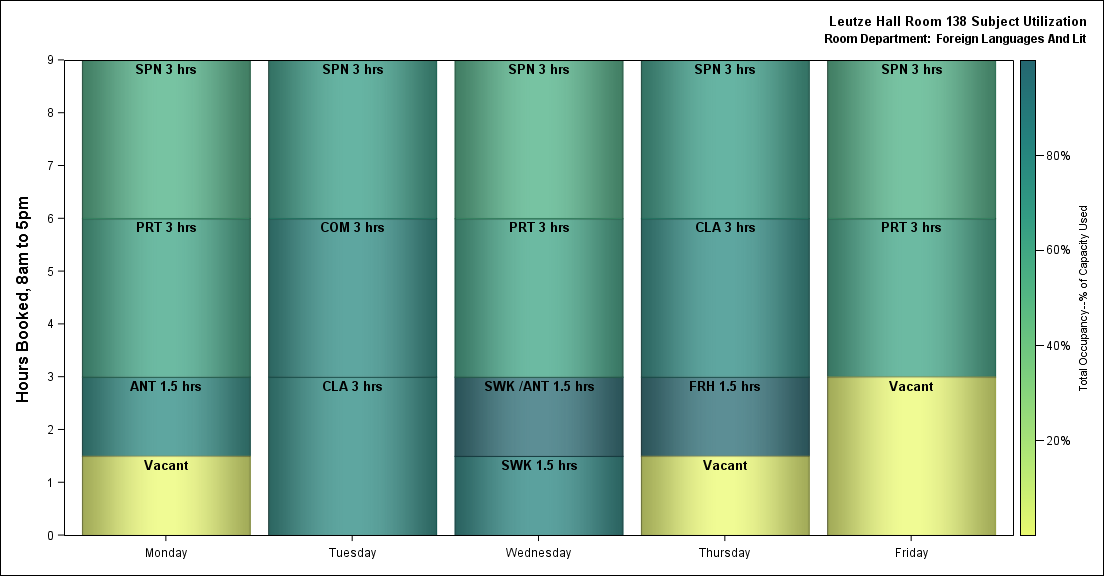 Leutze Hall Room 138 Subject Utilization
Room Department: Foreign Languages And Lit
Hours Booked, 8am to 5pm
9
8
7
6
5
4
3
2
1
0
SPN 3 hrs
PRT 3 hrs
ANT 1.5 hrs
Vacant
Monday
SPN 3 hrs
COM 3 hrs
CLA 3 hrs
Tuesday
SPN 3 hrs
PRT 3 hrs
SWK /ANT 1.5 hrs
SWK 1.5 hrs
Wednesday
SPN 3 hrs
CLA 3 hrs
FRH 1.5 hrs
Vacant
Thursday
SPN 3 hrs
PRT 3 hrs
Vacant
Friday
80%
60%
40%
20%
Total Occupancy--% of Capacity Used